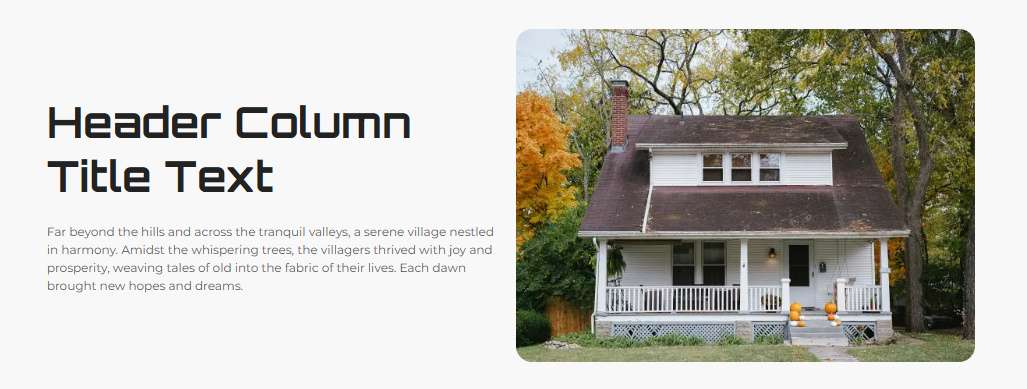 Header Column
Title Text
Far beyond the hills and across the tranquil valleys, a serene village nestled
in harmony. Amidst the whispering trees, the villagers thrived with joy and
prosperity, weaving tales of old into the fabric of their lives. Each dawn
brought new hopes and dreams.